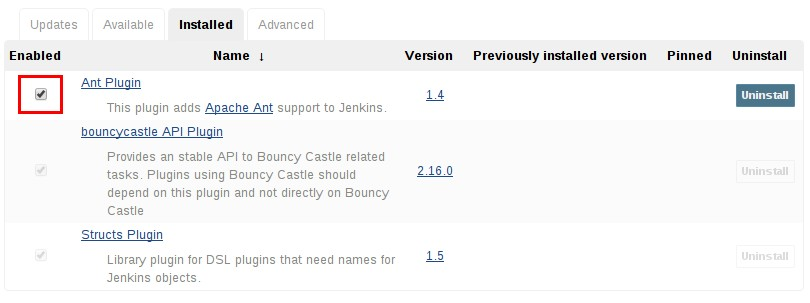 Updates Available Installed Advanced
Enabled Name ↓ Version Previously installed version Pinned Uninstall
Ant Plugin 1.4 Uninstall
This plugin adds Apache Ant support to Jenkins.
bouncycastle API Plugin
Provides an stable API to Bouncy Castle related
tasks. Plugins using Bouncy Castle should 2.16.0 Uninstall
depend on this plugin and not directly on Bouncy
Castle
Structs Plugin
Library plugin for DSL plugins that need names for 1.5 Uninstall
Jenkins objects.